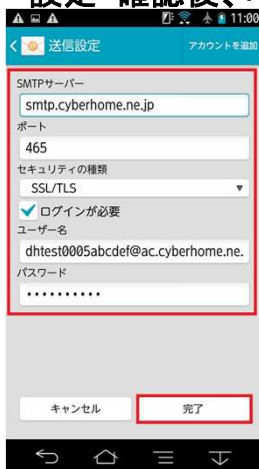 設定 確認後、
11:00
送信設定
アカウントを追加
SMTPサーバー
smtp.cyberhome.ne.jp
ポート
465
セキュリティの種類
SSL/TLS
ログインが必要
ユーザー名
dhtest0005abcdef@ac.cyberhome.ne.
パスワード
••••••••••
キャンセル
完了